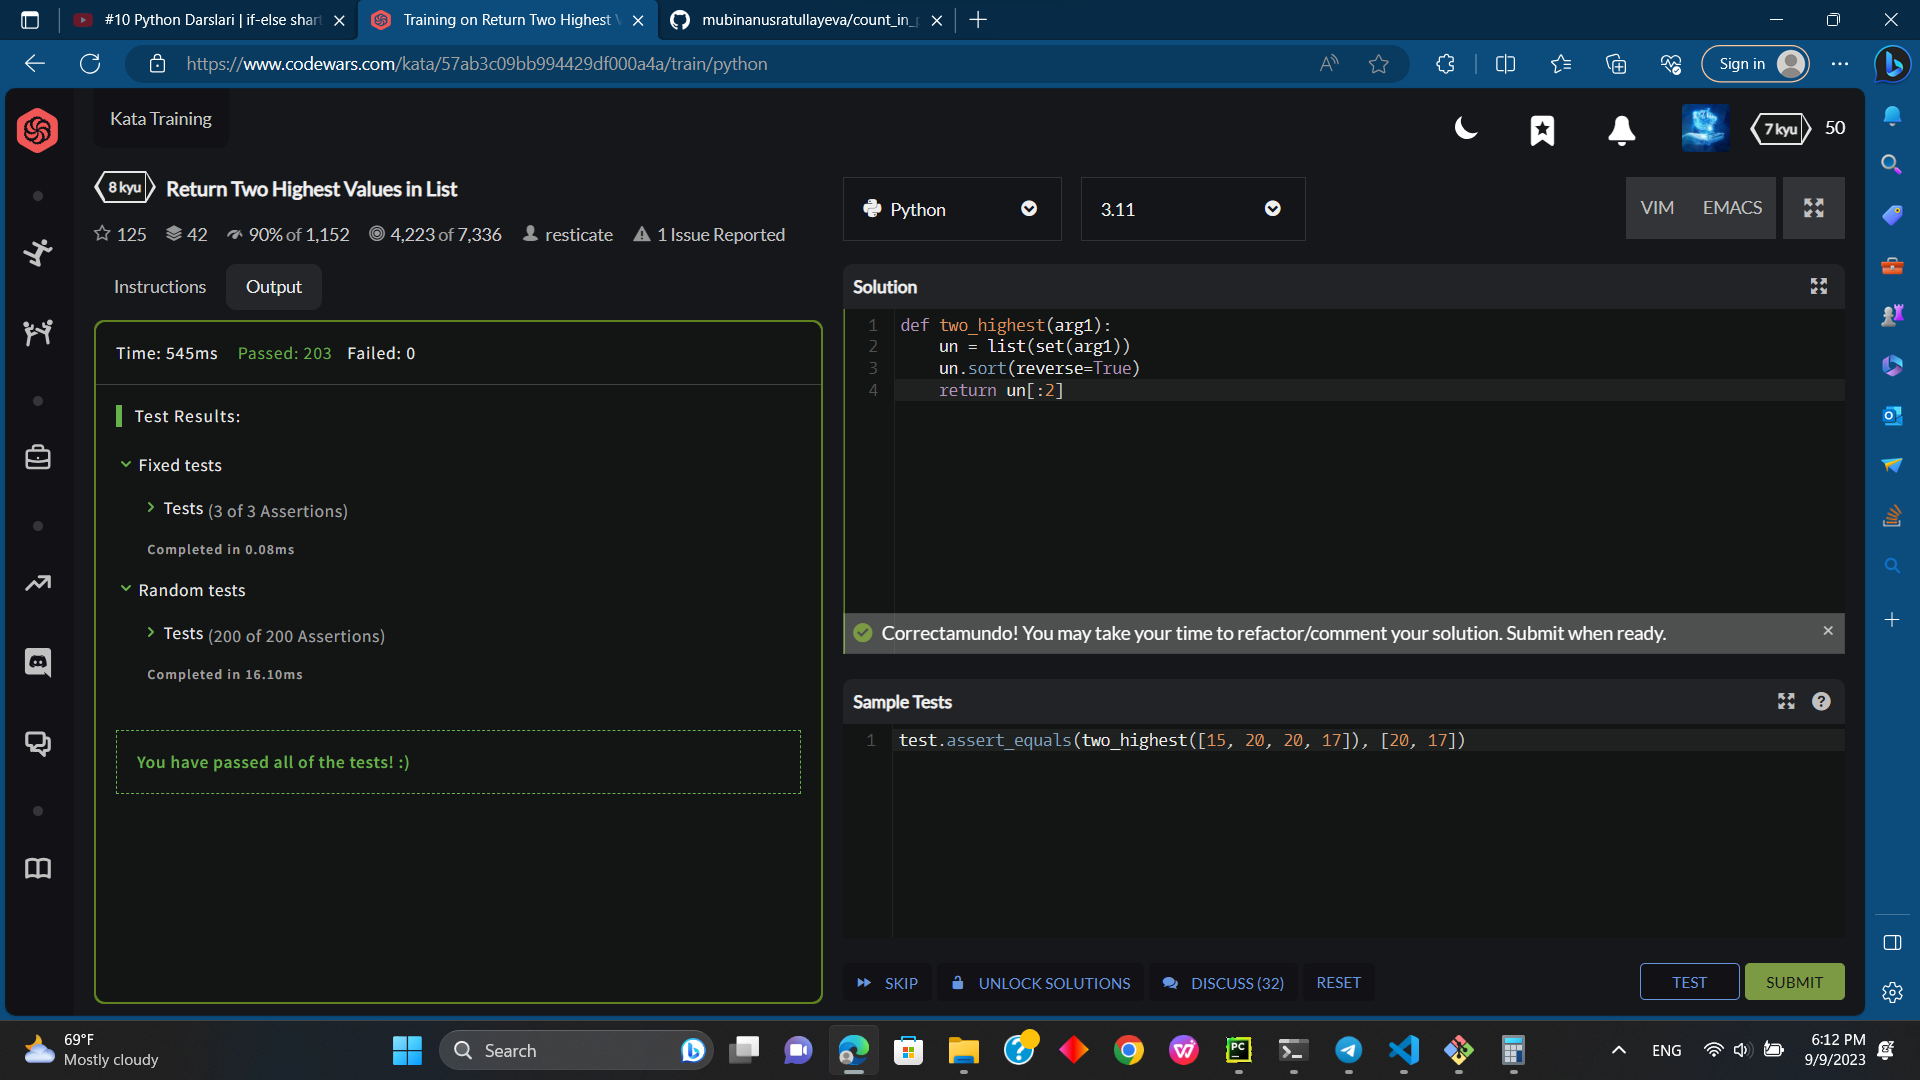 #10 Python Darslari | if-else shart
Training on Return Two Highest V
mubinanusratullayeva/count_in_p
https://www.codewars.com/kata/57ab3c09bb994429df000a4a/train/python
Sign in
Kata Training
7 kyu
50
8 kyu
Return Two Highest Values in List
125
42
90% of 1,152
4,223 of 7,336
resticate
1 Issue Reported
Python
3.11
VIM
EMACS
Instructions
Output
Time: 545ms
Passed: 203
Failed: 0
Test Results:
Fixed tests
Tests (3 of 3 Assertions)
Completed in 0.08ms
Random tests
Tests (200 of 200 Assertions)
Completed in 16.10ms
You have passed all of the tests! :)
Solution
1 def two_highest(arg1):
2     un = list(set(arg1))
3     un.sort(reverse=True)
4     return un[:2]
Correctamundo! You may take your time to refactor/comment your solution. Submit when ready.
Sample Tests
1 test.assert_equals(two_highest([15, 20, 20, 17]), [20, 17])
SKIP
UNLOCK SOLUTIONS
DISCUSS (32)
RESET
TEST
SUBMIT
69°F
Mostly cloudy
Search
PC
ENG
6:12 PM
9/9/2023